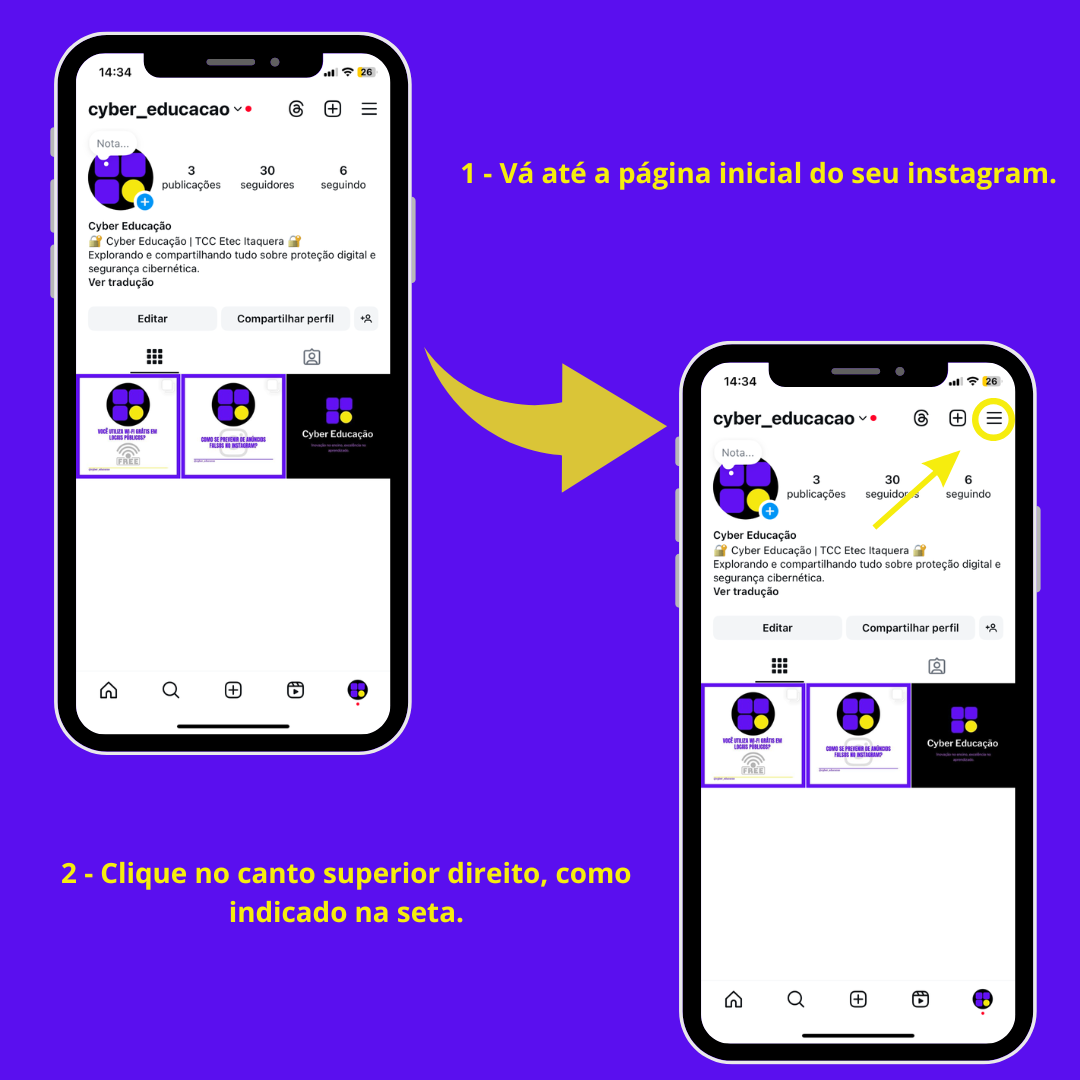 14:34
26
cyber_educacao
Nota...
3
30
6
publicações
seguidores
seguindo
Cyber Educação
🔐 Cyber Educação | TCC Etec Itaquera 🔐
Explorando e compartilhando tudo sobre proteção digital e
segurança cibernética.
Ver tradução
Editar
Compartilhar perfil
VOCÊ UTILIZA WI-FI GRÁTIS EM
LOCAIS PÚBLICOS?
FREE
COMO SE PREVENIR DE ANÚNCIOS
FALSOS NO INSTAGRAM?
Cyber Educação
1 - Vá até a página inicial do seu instagram.
14:34
26
cyber_educacao
Nota...
3
30
6
publicações
seguidores
seguindo
Cyber Educação
🔐 Cyber Educação | TCC Etec Itaquera 🔐
Explorando e compartilhando tudo sobre proteção digital e
segurança cibernética.
Ver tradução
Editar
Compartilhar perfil
VOCÊ UTILIZA WI-FI GRÁTIS EM
LOCAIS PÚBLICOS?
FREE
COMO SE PREVENIR DE ANÚNCIOS
FALSOS NO INSTAGRAM?
Cyber Educação
2 - Clique no canto superior direito, como
indicado na seta.